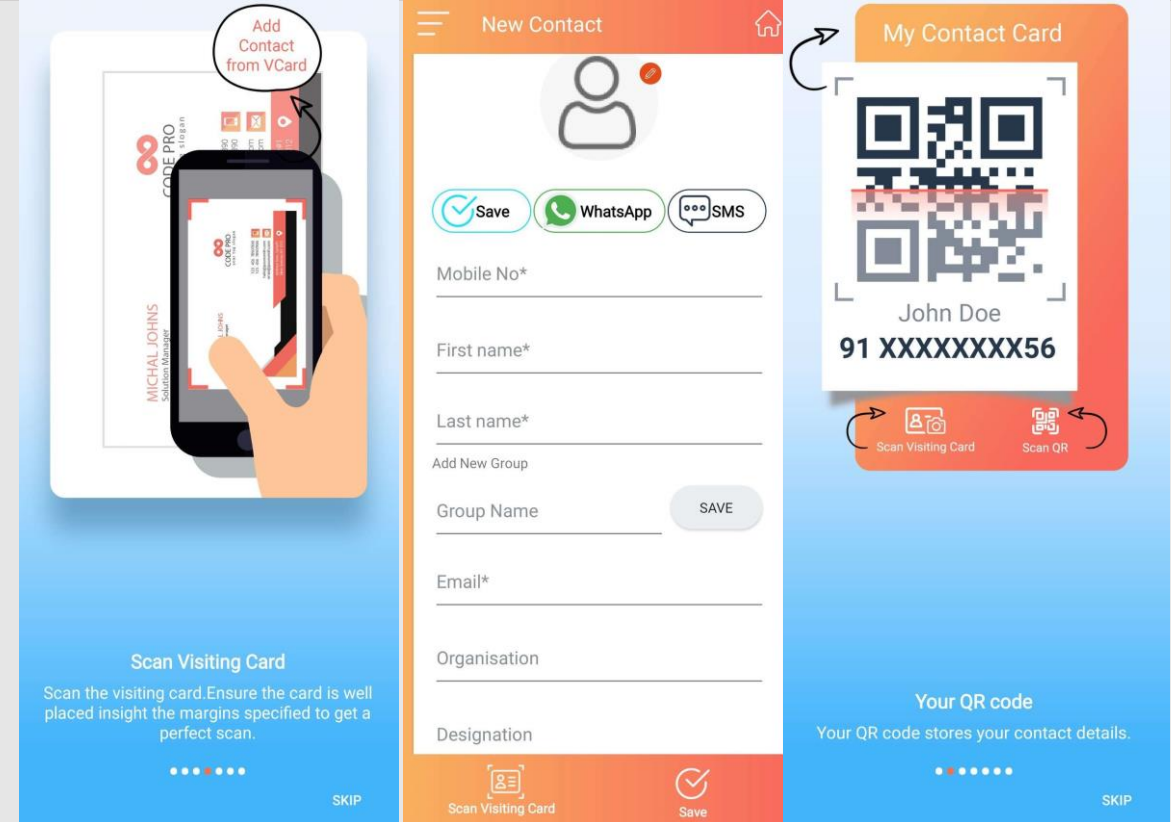 Add
Contact
from VCard
CODE PRO
slogan
MICHAL JOHNS
Solution Manager
CODE PRO
Scan Visiting Card
Scan the visiting card.Ensure the card is well
placed insight the margins specified to get a
perfect scan.
SKIP
New Contact
Save
WhatsApp
SMS
Mobile No*
First name*
Last name*
Add New Group
Group Name
SAVE
Email*
Organisation
Designation
Scan Visiting Card
Save
My Contact Card
John Doe
91 XXXXXXXX56
Scan Visiting Card
Scan QR
Your QR code
Your QR code stores your contact details.
SKIP